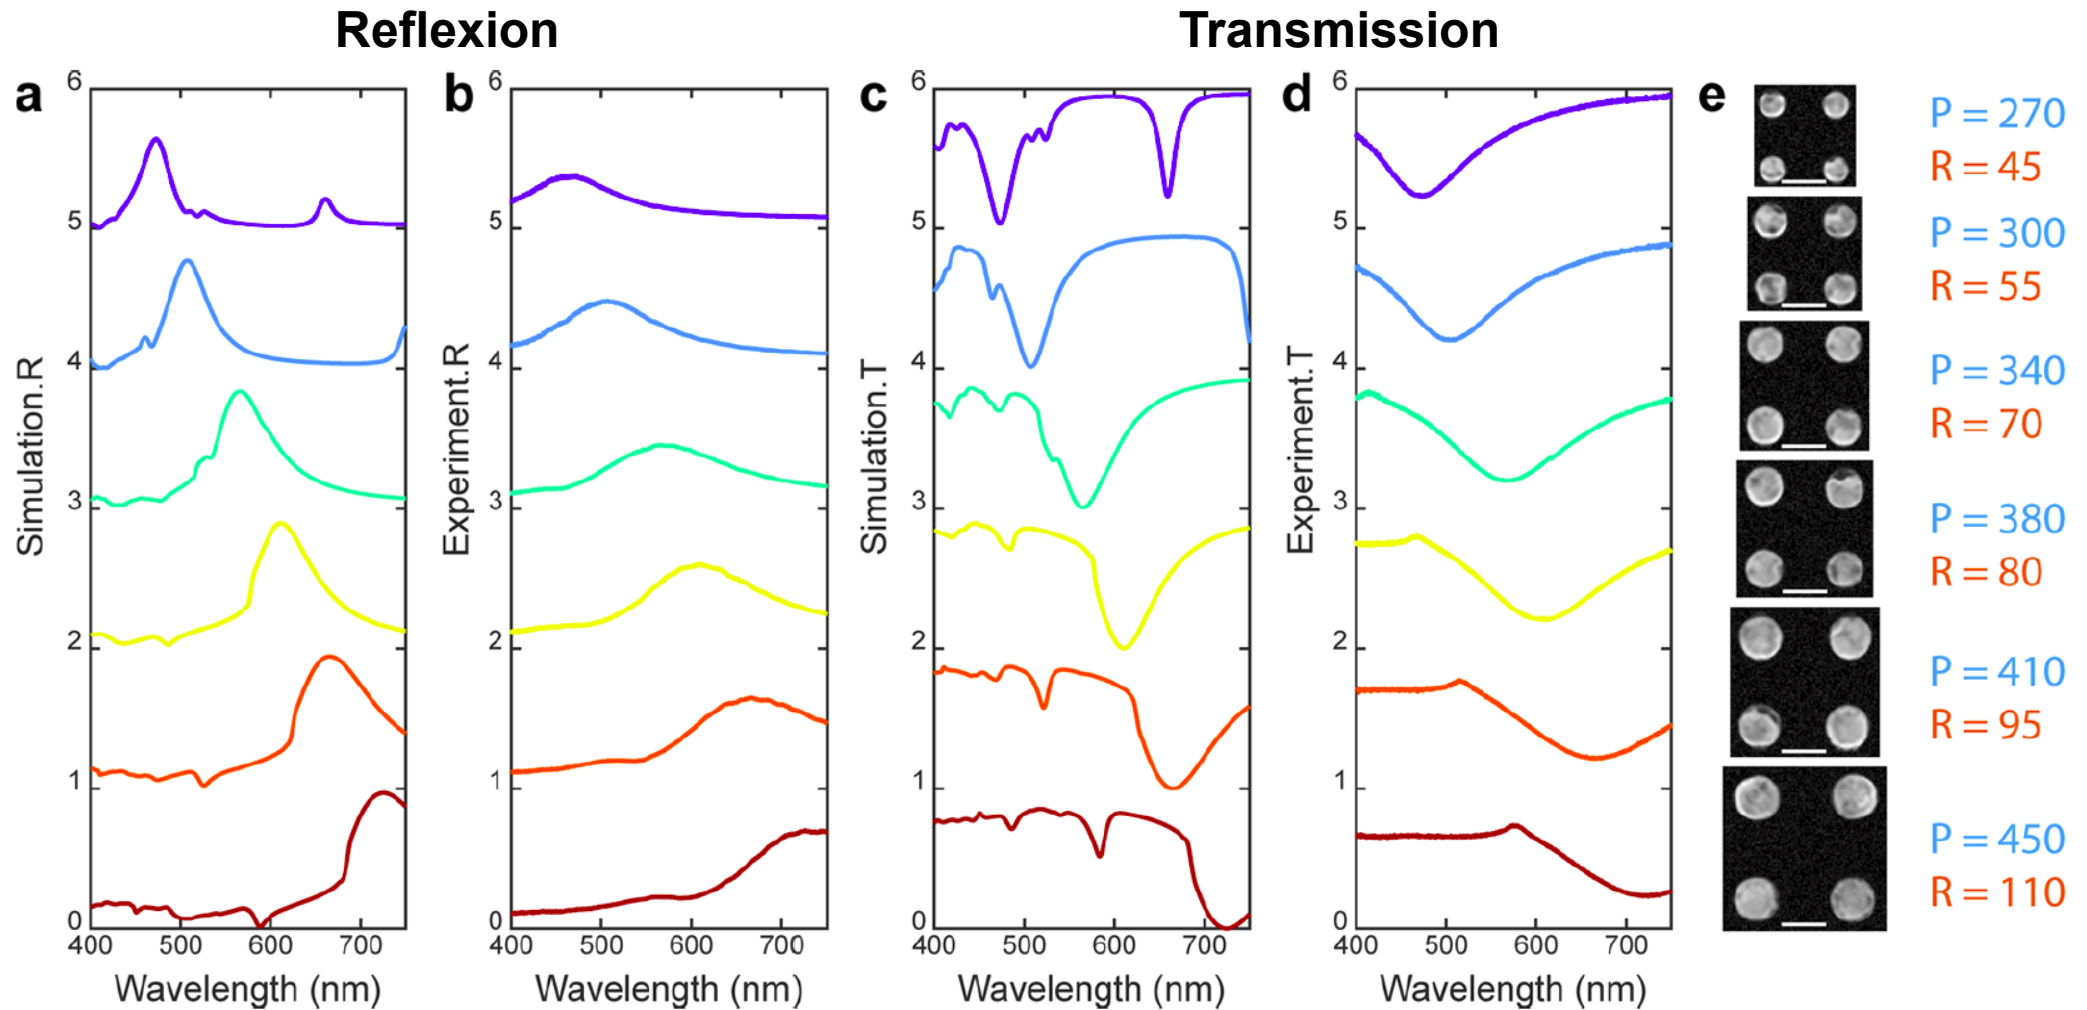 Reflexion
Transmission
a
b
c
d
e
6
5
4
3
2
1
0
Simulation.R
400 500 600 700
Wavelength (nm)
6
5
4
3
2
1
0
Experiment.R
400 500 600 700
Wavelength (nm)
6
5
4
3
2
1
0
Simulation.T
400 500 600 700
Wavelength (nm)
6
5
4
3
2
1
0
Experiment.T
400 500 600 700
Wavelength (nm)
P = 270
R = 45
P = 300
R = 55
P = 340
R = 70
P = 380
R = 80
P = 410
R = 95
P = 450
R = 110